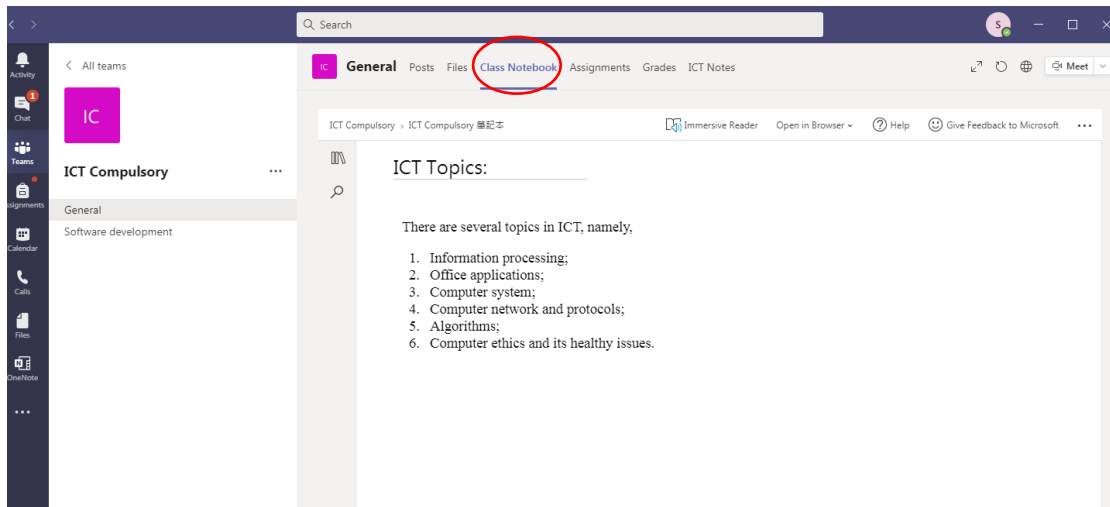 Search
S
Activity
Chat
1
Teams
ssignments
Calendar
Calls
Files
OneNote
All teams
IC
ICT Compulsory
General
Software development
IC General Posts Files Class Notebook Assignments Grades ICT Notes Meet
ICT Compulsory › ICT Compulsory 筆記本 Immersive Reader Open in Browser Help Give Feedback to Microsoft
ICT Topics:
There are several topics in ICT, namely,
1. Information processing;
2. Office applications;
3. Computer system;
4. Computer network and protocols;
5. Algorithms;
6. Computer ethics and its healthy issues.